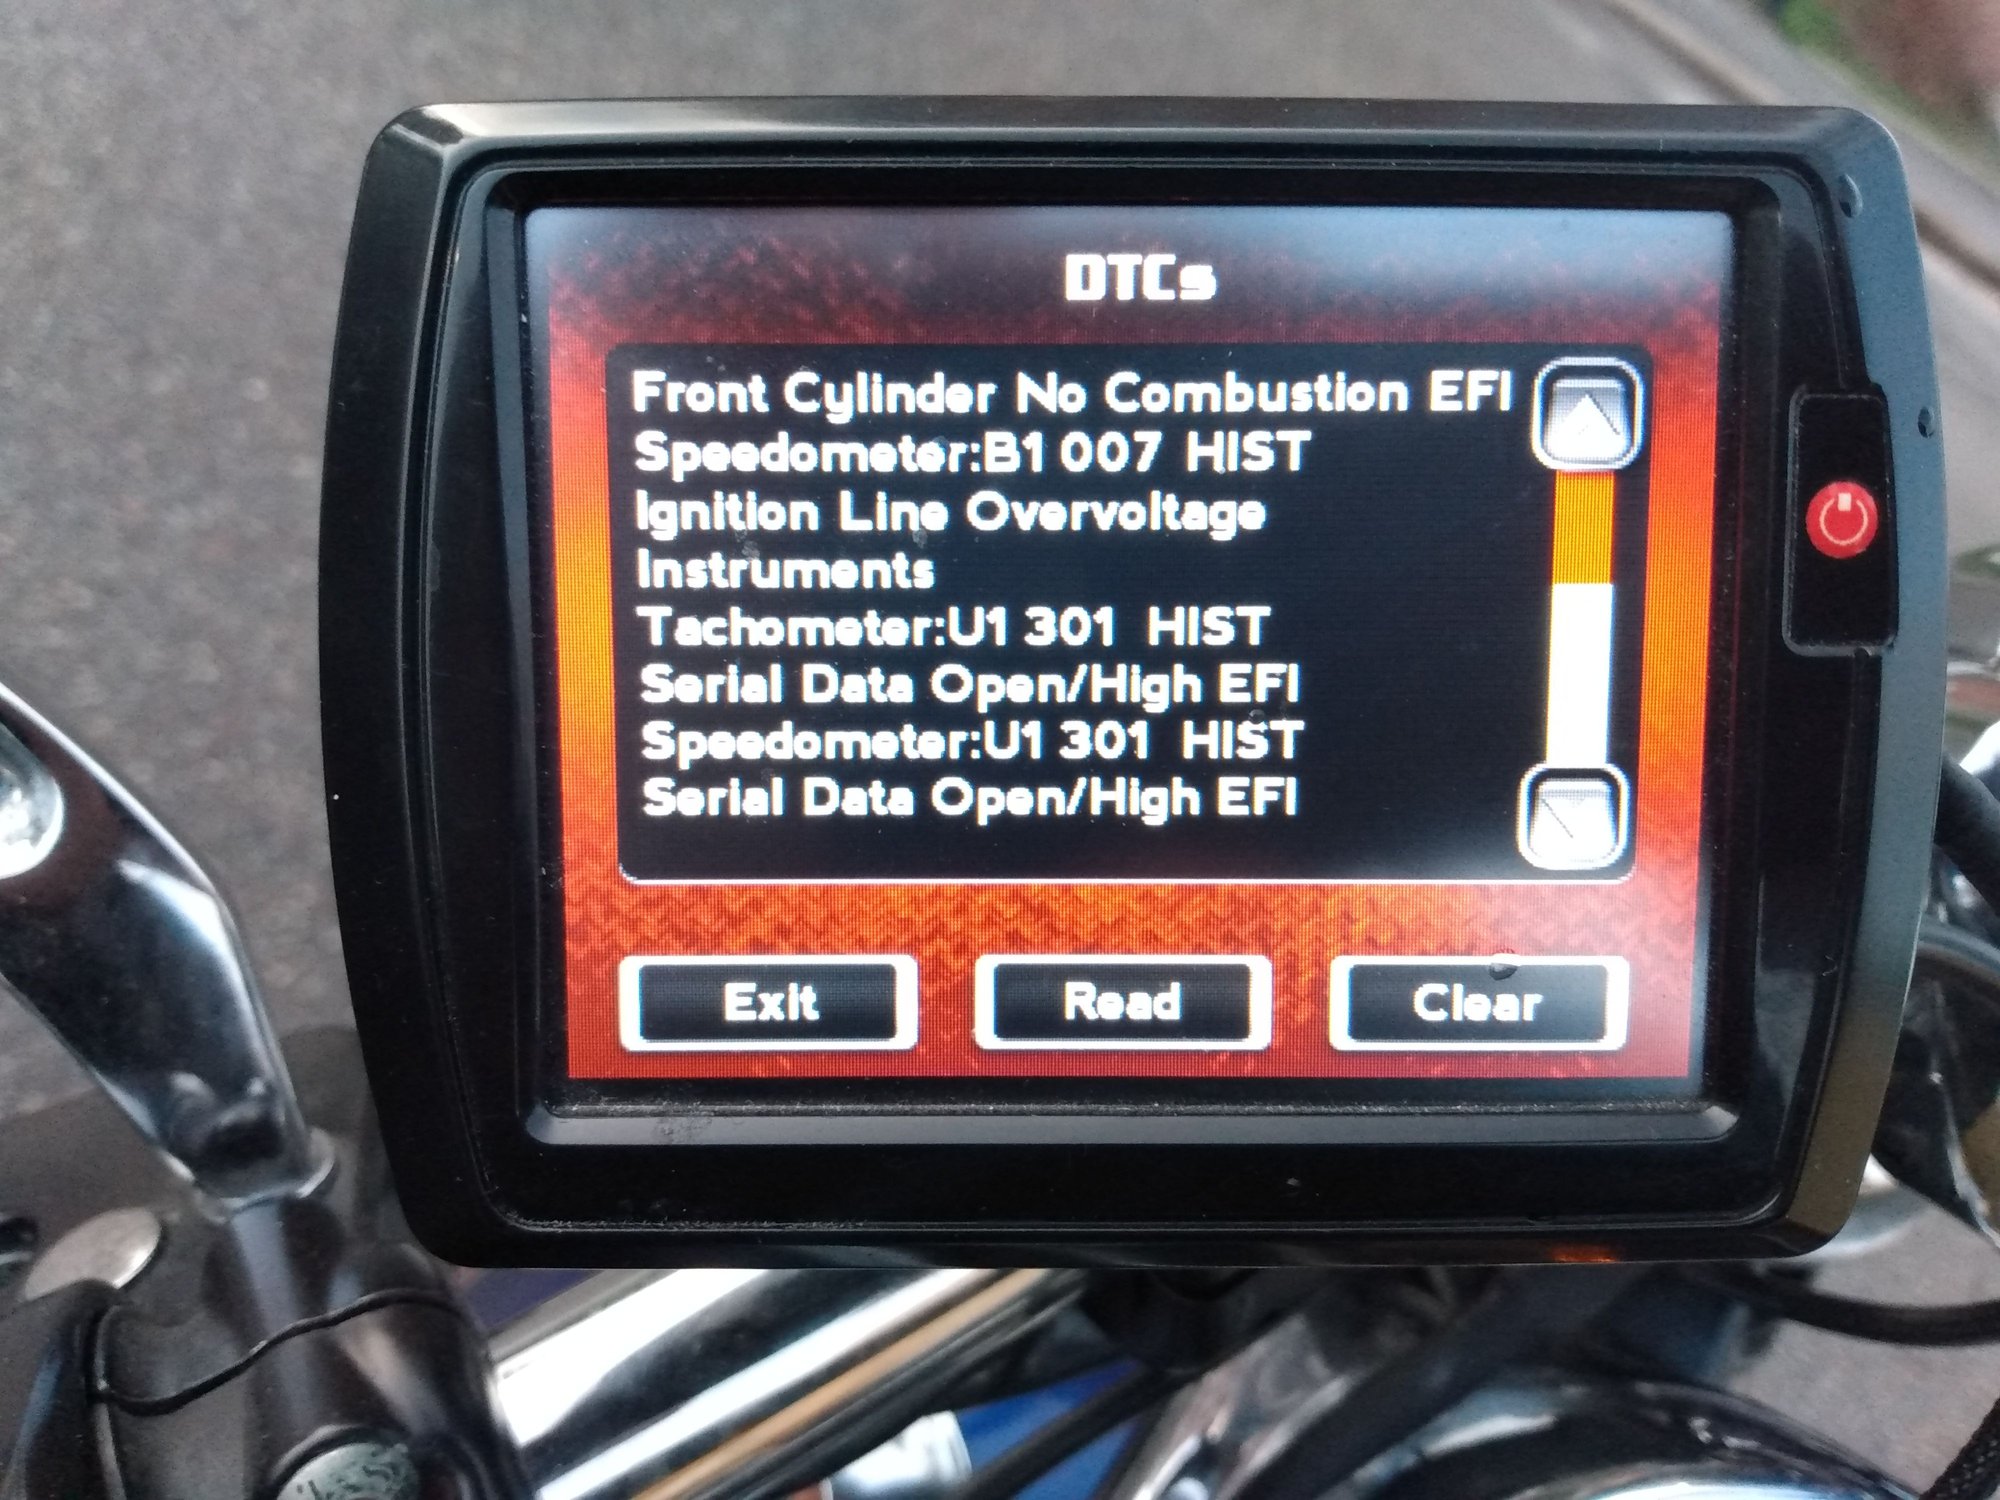 DTCs
Front Cylinder No Combustion EFI
Speedometer:B1 007 HIST
Ignition Line Overvoltage
Instruments
Tachometer:U1 301 HIST
Serial Data Open/High EFI
Speedometer:U1 301 HIST
Serial Data Open/High EFI
Exit
Read
Clear